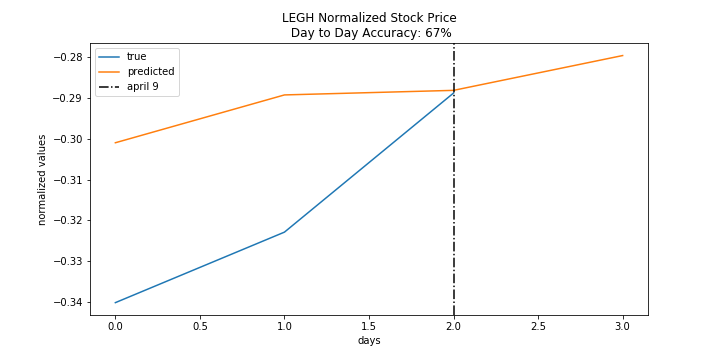 LEGH Normalized Stock Price
Day to Day Accuracy: 67%
true
predicted
april 9
normalized values
−0.28
−0.29
−0.30
−0.31
−0.32
−0.33
−0.34
0.0 0.5 1.0 1.5 2.0 2.5 3.0
days